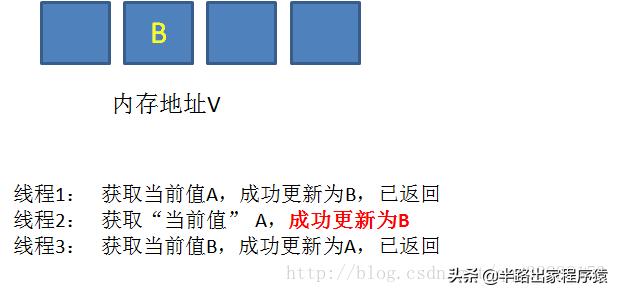 B
内存地址V
线程1： 获取当前值A，成功更新为B，已返回
线程2： 获取“当前值” A，成功更新为B
线程3： 获取当前值B，成功更新为A，已返回
http://blog.csdn
头条 @半路出家程序猿